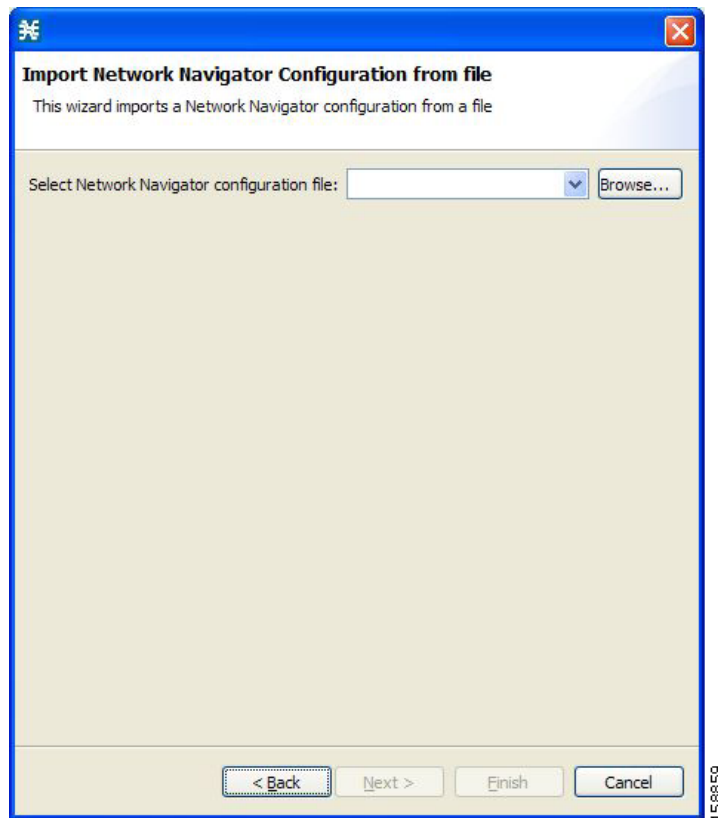 Import Network Navigator Configuration from file
This wizard imports a Network Navigator configuration from a file
Select Network Navigator configuration file: Browse...
< Back Next > Finish Cancel
158859